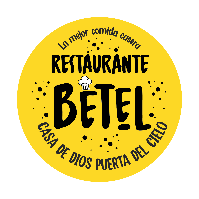 La mejor comida casera
RESTAURANTE
BETEL
CASA DE DIOS PUERTA DEL CIELO